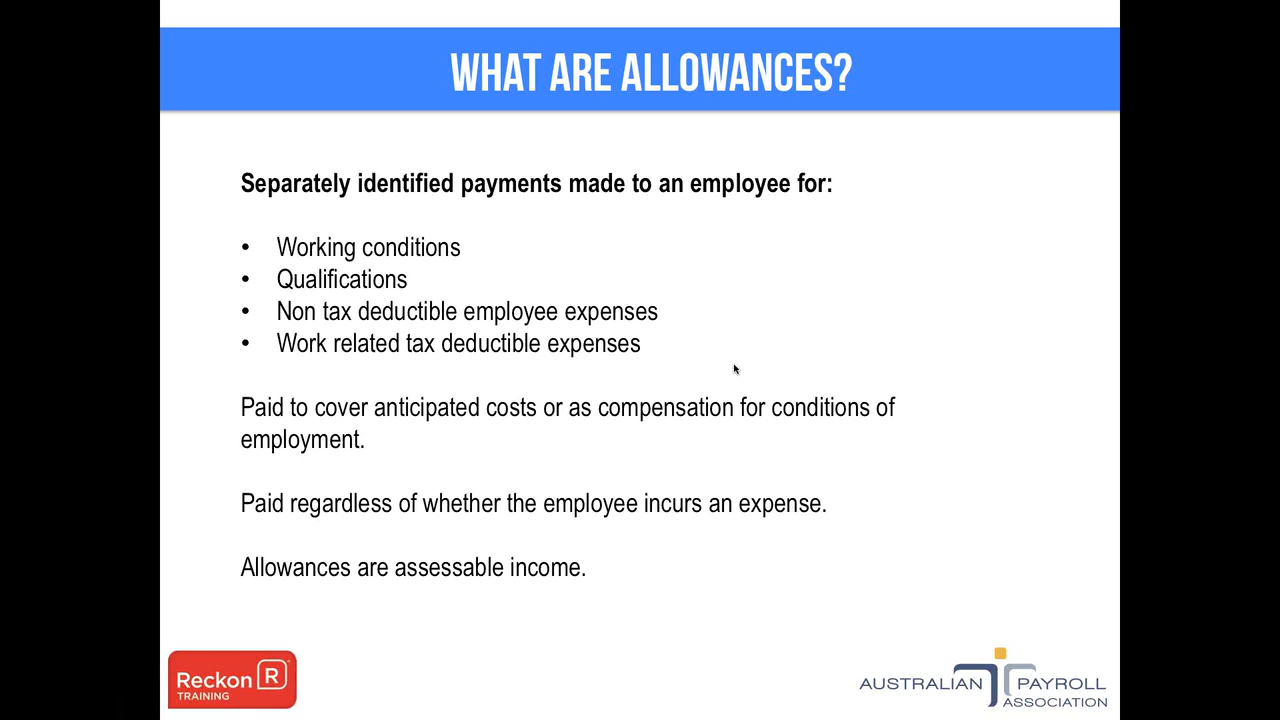 WHAT ARE ALLOWANCES?
Separately identified payments made to an employee for:
• Working conditions
• Qualifications
• Non tax deductible employee expenses
• Work related tax deductible expenses
Paid to cover anticipated costs or as compensation for conditions of
employment.
Paid regardless of whether the employee incurs an expense.
Allowances are assessable income.
Reckon R
TRAINING
AUSTRALIAN PAYROLL
ASSOCIATION